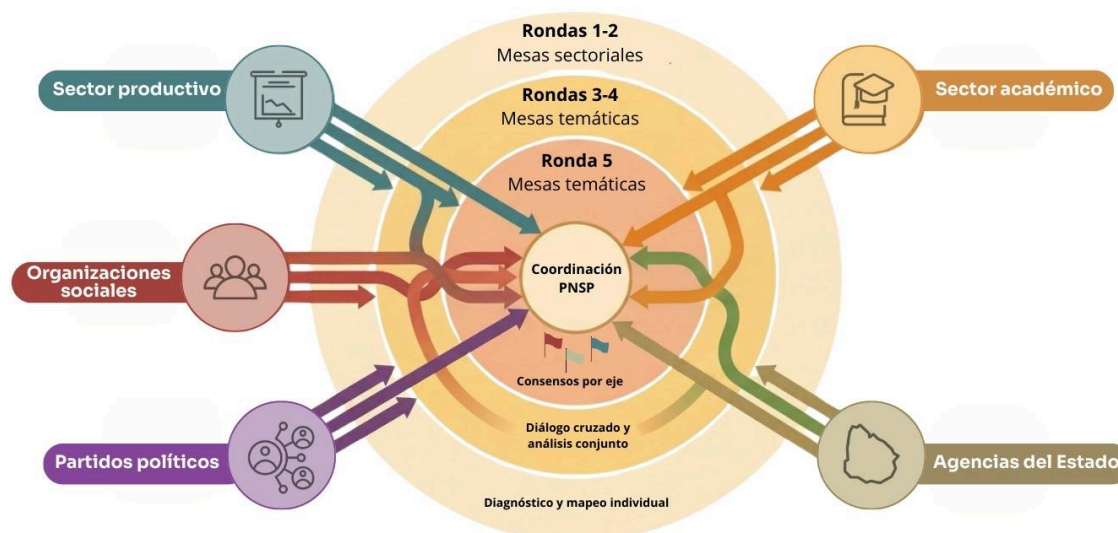 Rondas 1-2
Mesas sectoriales
Sector productivo
Sector académico
Rondas 3-4
Mesas temáticas
Ronda 5
Mesas temáticas
Organizaciones
sociales
Coordinación
PNSP
Consensos por eje
Diálogo cruzado y
análisis conjunto
Partidos políticos
Agencias del Estado
Diagnóstico y mapeo individual